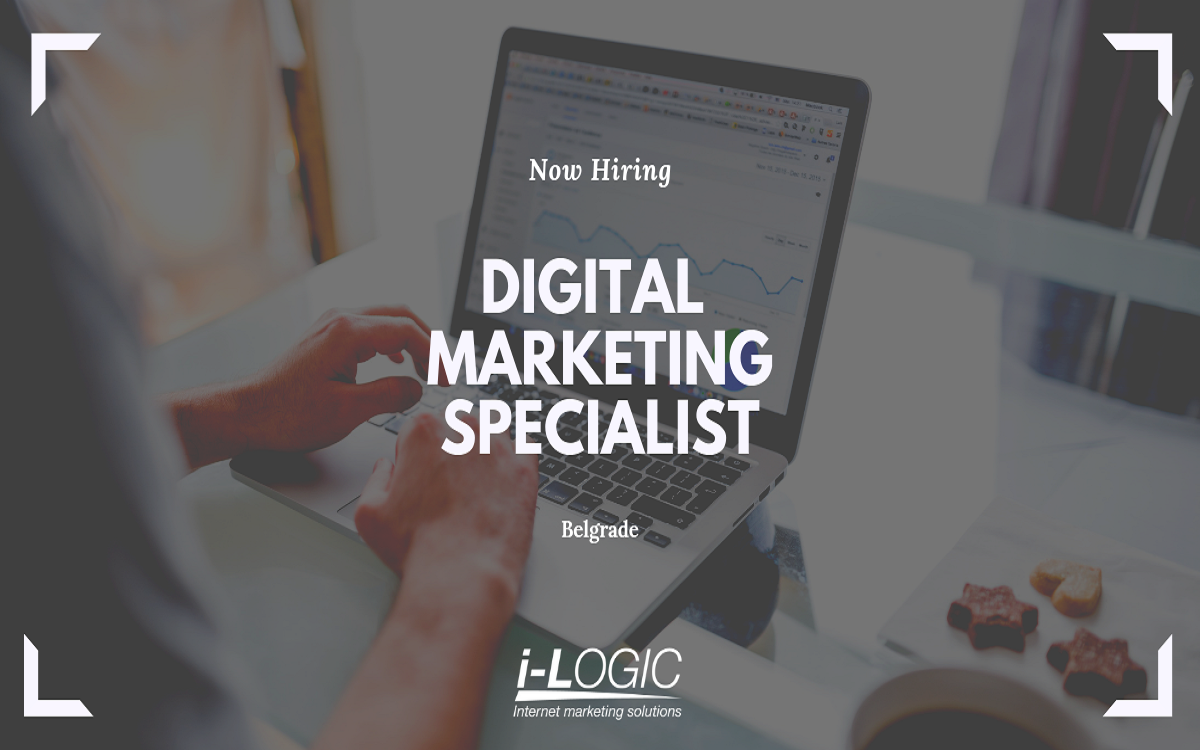 Now Hiring
DIGITAL
MARKETING
SPECIALIST
Belgrade
i-LOGIC
Internet marketing solutions